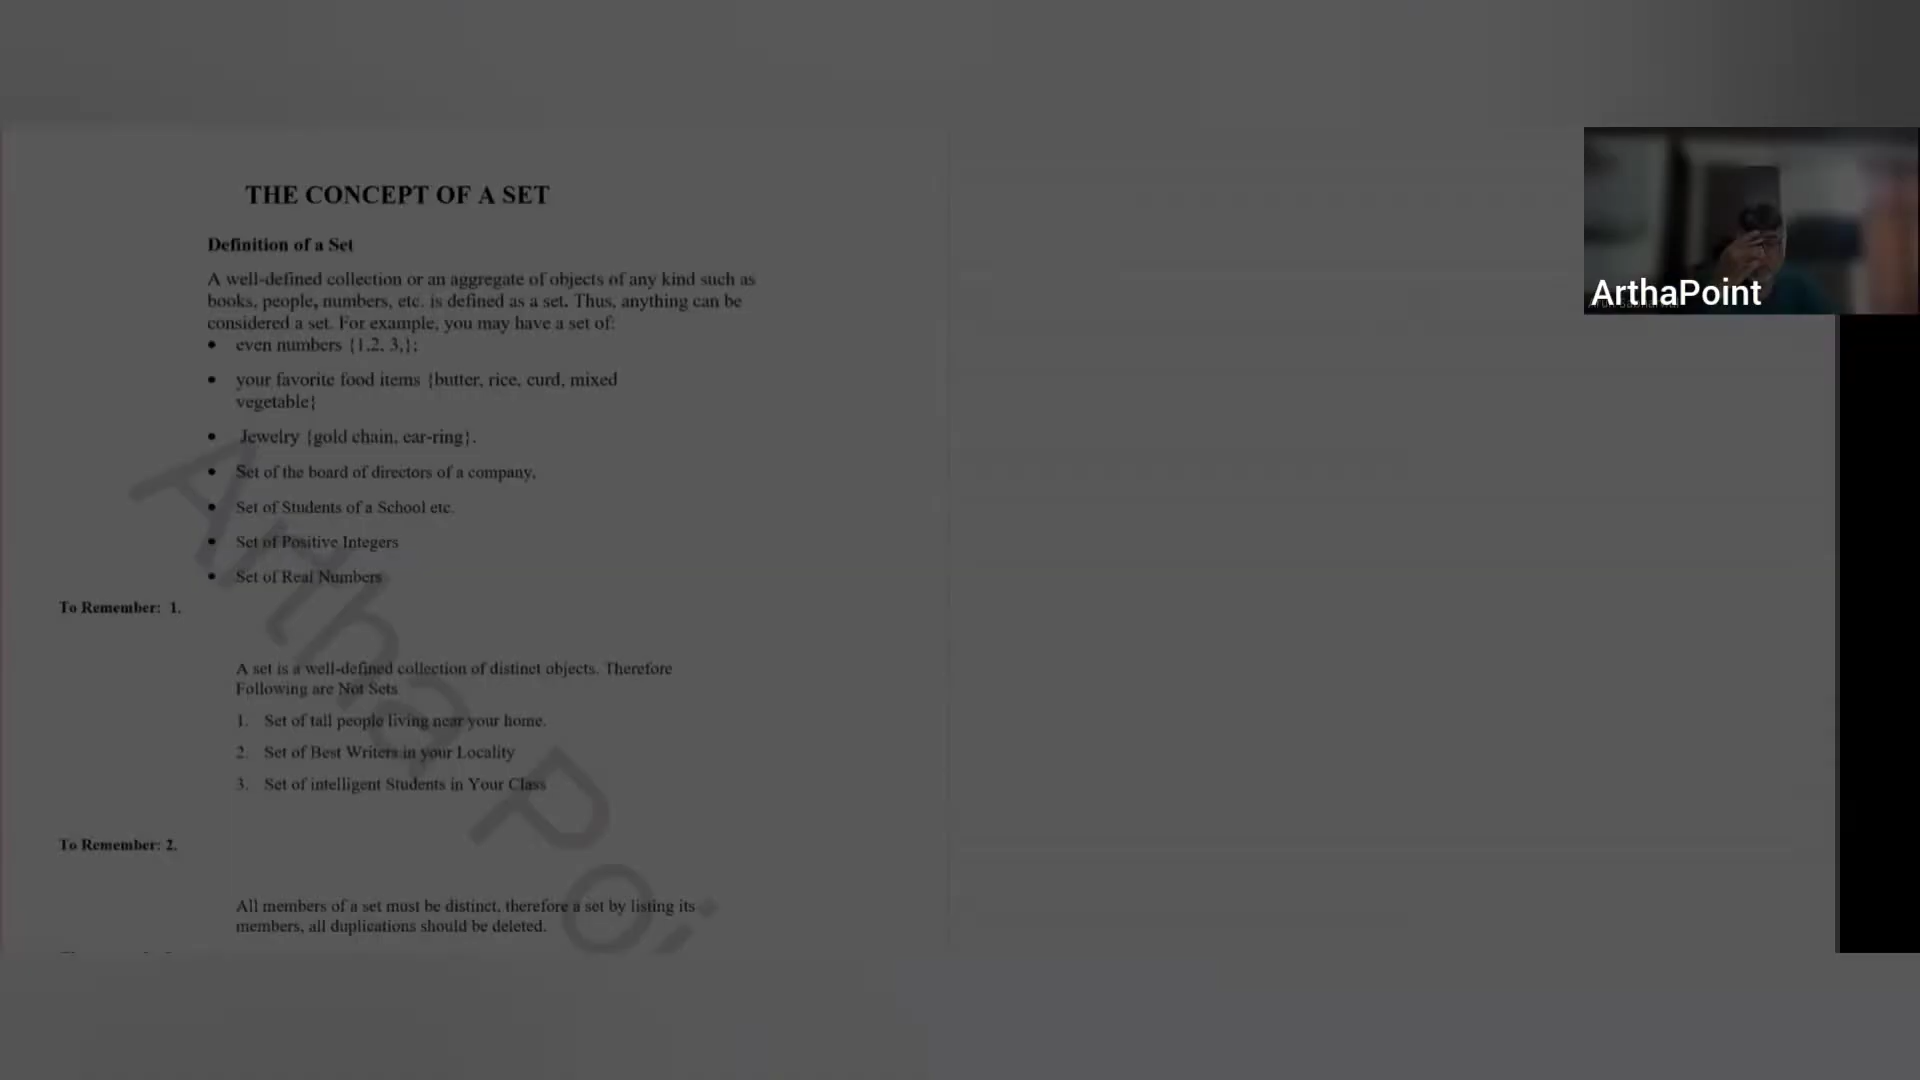 THE CONCEPT OF A SET
Definition of a Set
A well-defined collection or an aggregate of objects of any kind such as
books, people, numbers, etc. is defined as a set. Thus, anything can be
considered a set. For example, you may have a set of:
• even numbers {1,2, 3,};
• your favorite food items {butter, rice, curd, mixed
vegetable}
• Jewelry {gold chain, ear-ring}.
• Set of the board of directors of a company,
• Set of Students of a School etc.
• Set of Positive Integers
• Set of Real Numbers
To Remember: 1.
A set is a well-defined collection of distinct objects. Therefore
Following are Not Sets
1. Set of tall people living near your home.
2. Set of Best Writers in your Locality
3. Set of intelligent Students in Your Class
To Remember: 2.
All members of a set must be distinct, therefore a set by listing its
members, all duplications should be deleted.
Artha Poi
ArthaPoint